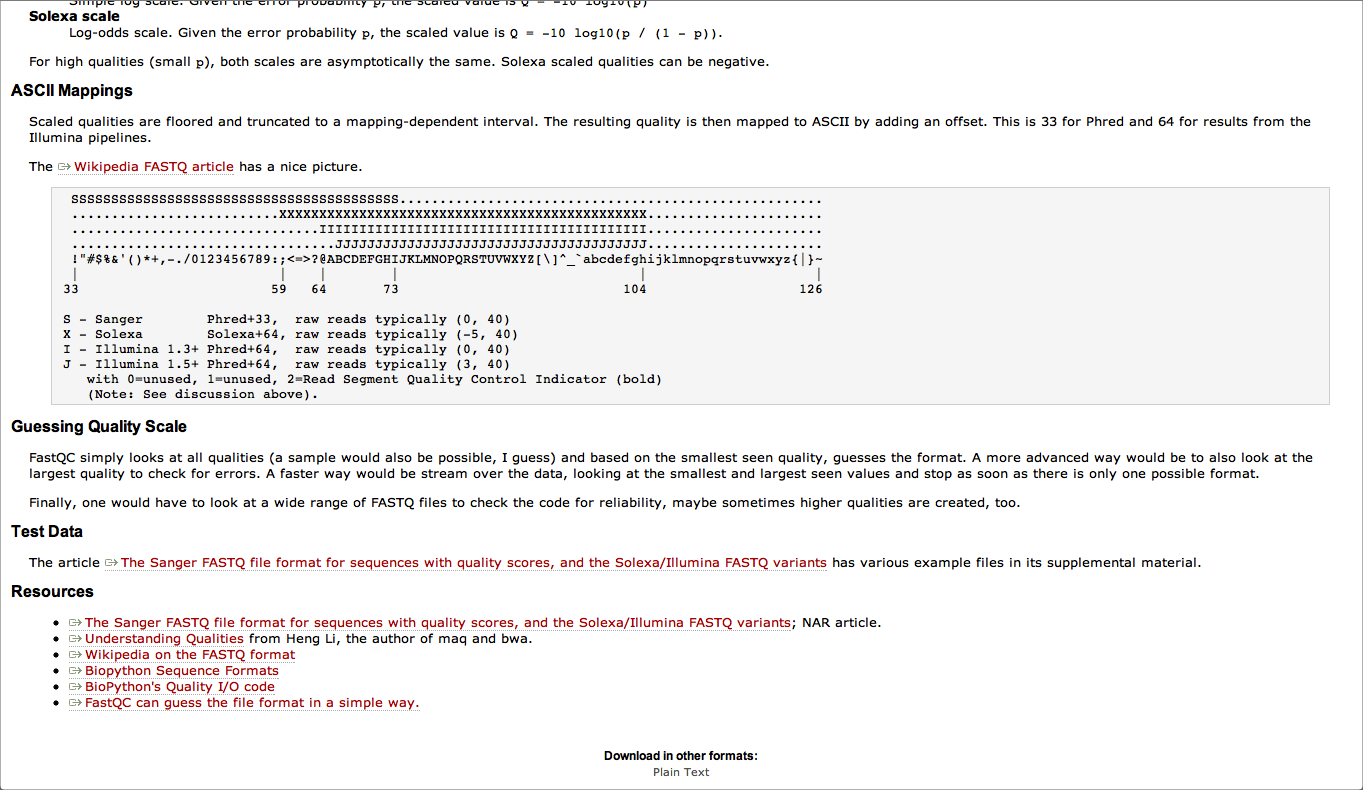 Simple log scale. Given the error probability p, the scaled value is Q = -10 log10(p)
Solexa scale
Log-odds scale. Given the error probability p, the scaled value is Q = -10 log10(p / (1 - p)).
For high qualities (small p), both scales are asymptotically the same. Solexa scaled qualities can be negative.
ASCII Mappings
Scaled qualities are floored and truncated to a mapping-dependent interval. The resulting quality is then mapped to ASCII by adding an offset. This is 33 for Phred and 64 for results from the
Illumina pipelines.
The Wikipedia FASTQ article has a nice picture.
SSSSSSSSSSSSSSSSSSSSSSSSSSSSSSSSSSSSSSSSS.....................................................
..........................XXXXXXXXXXXXXXXXXXXXXXXXXXXXXXXXXXXXXXXXXXXXXX......................
...............................IIIIIIIIIIIIIIIIIIIIIIIIIIIIIIIIIIIIIIIII......................
.................................JJJJJJJJJJJJJJJJJJJJJJJJJJJJJJJJJJJJJJJ......................
!"#$%&'()*+,-./0123456789:;<=>?@ABCDEFGHIJKLMNOPQRSTUVWXYZ[\]^_`abcdefghijklmnopqrstuvwxyz{|}~
| | | | | |
33 59 64 73 104 126
S - Sanger Phred+33, raw reads typically (0, 40)
X - Solexa Solexa+64, raw reads typically (-5, 40)
I - Illumina 1.3+ Phred+64, raw reads typically (0, 40)
J - Illumina 1.5+ Phred+64, raw reads typically (3, 40)
with 0=unused, 1=unused, 2=Read Segment Quality Control Indicator (bold)
(Note: See discussion above).
Guessing Quality Scale
FastQC simply looks at all qualities (a sample would also be possible, I guess) and based on the smallest seen quality, guesses the format. A more advanced way would be to also look at the
largest quality to check for errors. A faster way would be stream over the data, looking at the smallest and largest seen values and stop as soon as there is only one possible format.
Finally, one would have to look at a wide range of FASTQ files to check the code for reliability, maybe sometimes higher qualities are created, too.
Test Data
The article The Sanger FASTQ file format for sequences with quality scores, and the Solexa/Illumina FASTQ variants has various example files in its supplemental material.
Resources
• The Sanger FASTQ file format for sequences with quality scores, and the Solexa/Illumina FASTQ variants; NAR article.
• Understanding Qualities from Heng Li, the author of maq and bwa.
• Wikipedia on the FASTQ format
• Biopython Sequence Formats
• BioPython's Quality I/O code
• FastQC can guess the file format in a simple way.
Download in other formats:
Plain Text